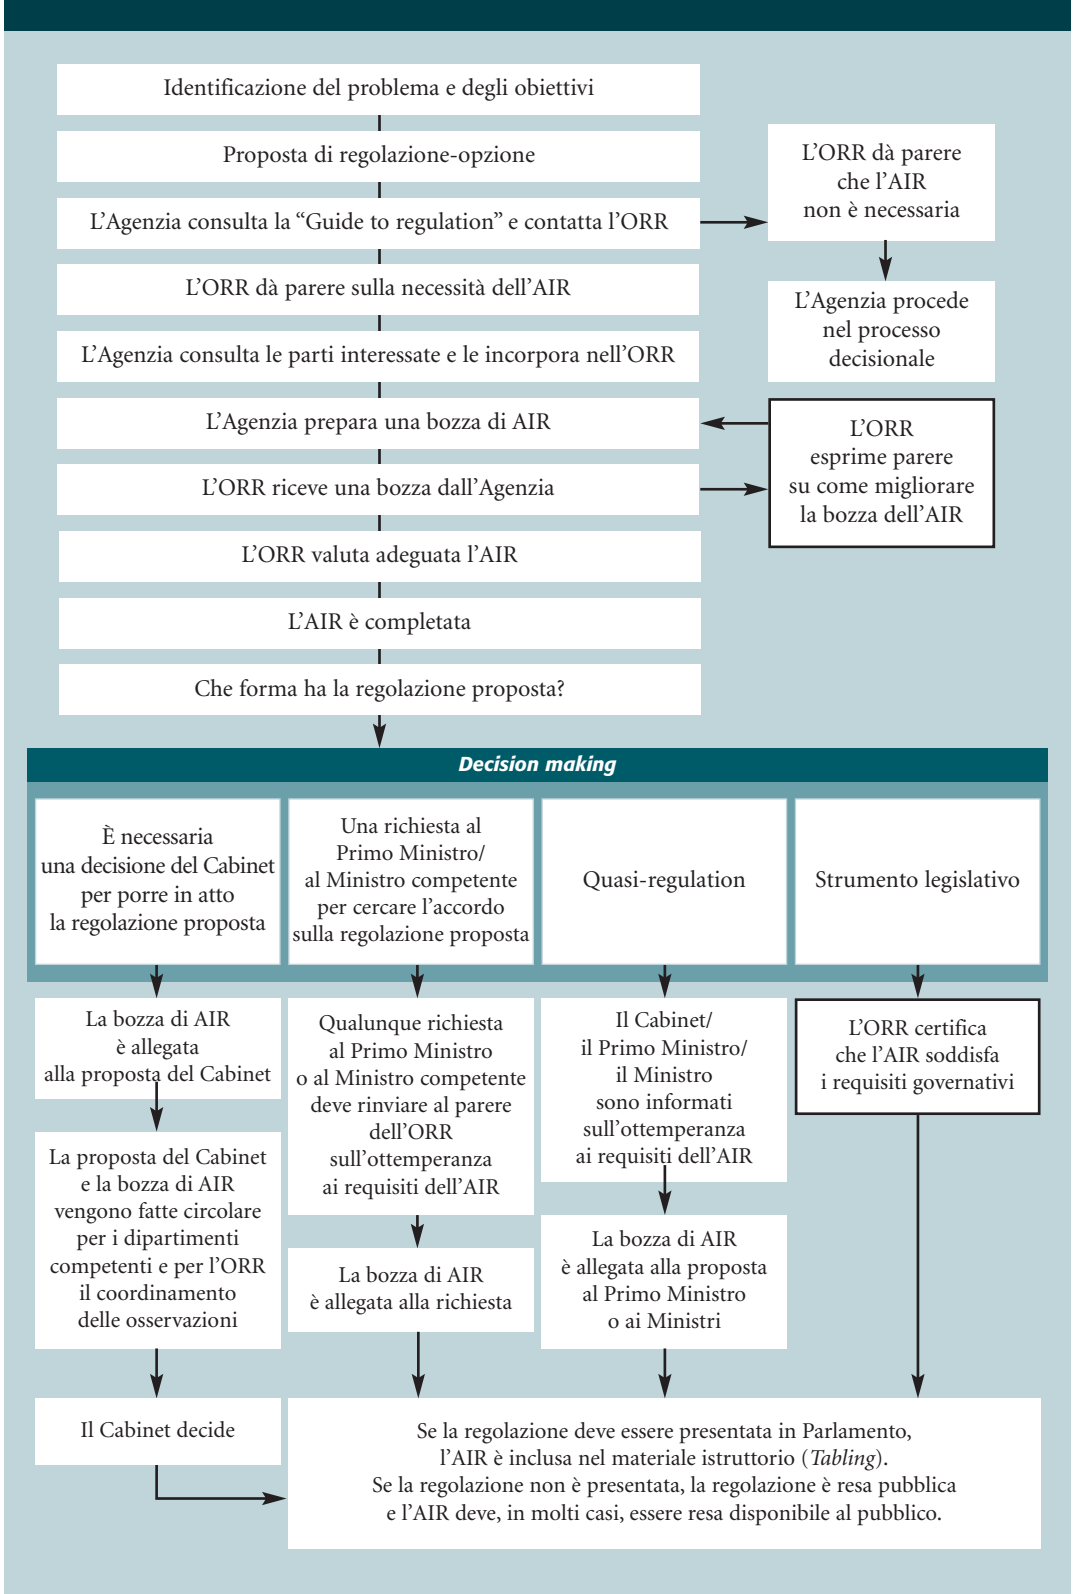 Identificazione del problema e degli obiettivi
Proposta di regolazione-opzione
L’Agenzia consulta la “Guide to regulation” e contatta l’ORR
L’ORR dà parere
che l’AIR
non è necessaria
L’ORR dà parere sulla necessità dell’AIR
L’Agenzia procede
nel processo
decisionale
L’Agenzia consulta le parti interessate e le incorpora nell’ORR
L’Agenzia prepara una bozza di AIR
L’ORR riceve una bozza dall’Agenzia
L’ORR
esprime parere
su come migliorare
la bozza dell’AIR
L’ORR valuta adeguata l’AIR
L’AIR è completata
Che forma ha la regolazione proposta?
Decision making
È necessaria
una decisione del Cabinet
per porre in atto
la regolazione proposta
Una richiesta al
Primo Ministro/
al Ministro competente
per cercare l’accordo
sulla regolazione proposta
Quasi-regulation
Strumento legislativo
La bozza di AIR
è allegata
alla proposta del Cabinet
Qualunque richiesta
al Primo Ministro
o al Ministro competente
deve rinviare al parere
dell’ORR
sull’ottemperanza
ai requisiti dell’AIR
Il Cabinet/
il Primo Ministro/
il Ministro
sono informati
sull’ottemperanza
ai requisiti dell’AIR
L’ORR certifica
che l’AIR soddisfa
i requisiti governativi
La proposta del Cabinet
e la bozza di AIR
vengono fatte circolare
per i dipartimenti
competenti e per l’ORR
il coordinamento
delle osservazioni
La bozza di AIR
è allegata alla richiesta
La bozza di AIR
è allegata alla proposta
al Primo Ministro
o ai Ministri
Il Cabinet decide
Se la regolazione deve essere presentata in Parlamento,
l’AIR è inclusa nel materiale istruttorio (Tabling).
Se la regolazione non è presentata, la regolazione è resa pubblica
e l’AIR deve, in molti casi, essere resa disponibile al pubblico.